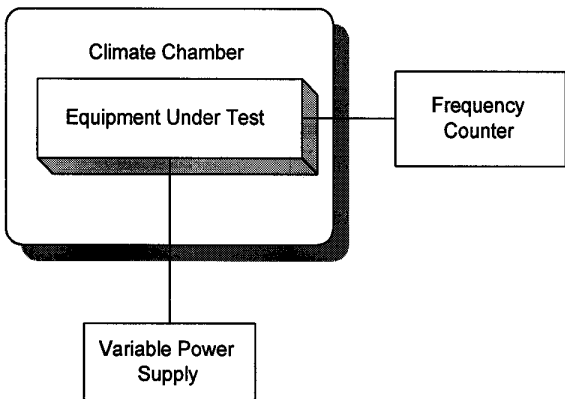 Climate Chamber
Equipment Under Test
Frequency
Counter
Variable Power
Supply